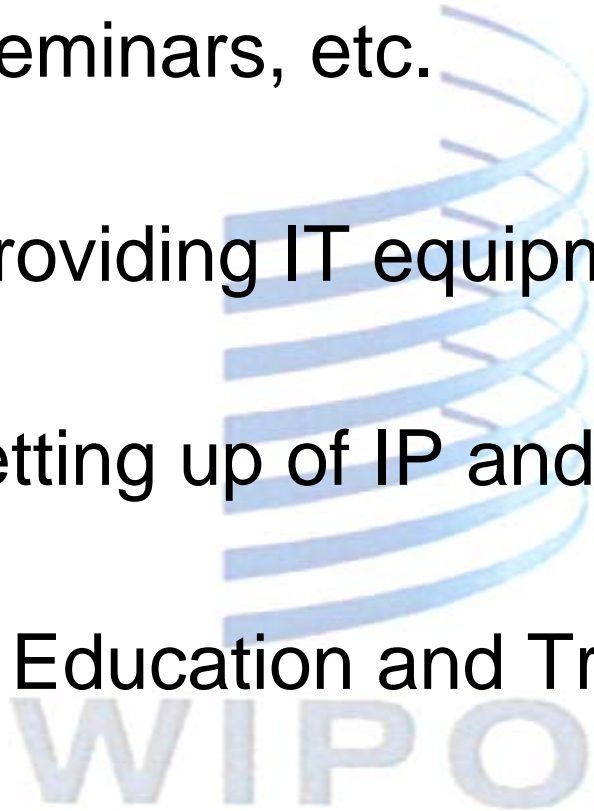 eminars, etc.
roviding IT equipm
etting up of IP and
Education and Tr
WIPO